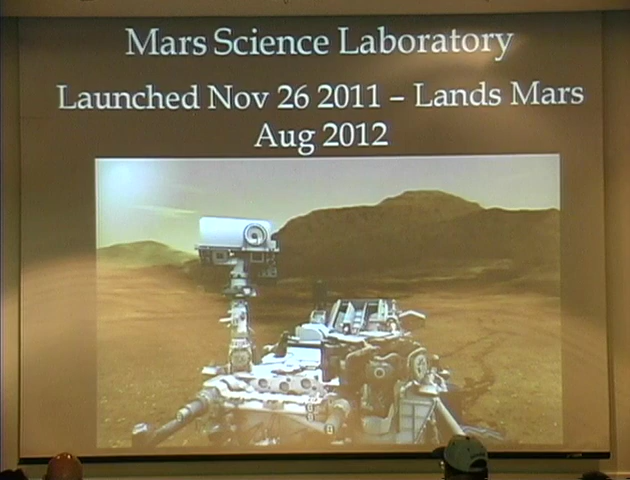 Mars Science Laboratory
Launched Nov 26 2011 – Lands Mars
Aug 2012